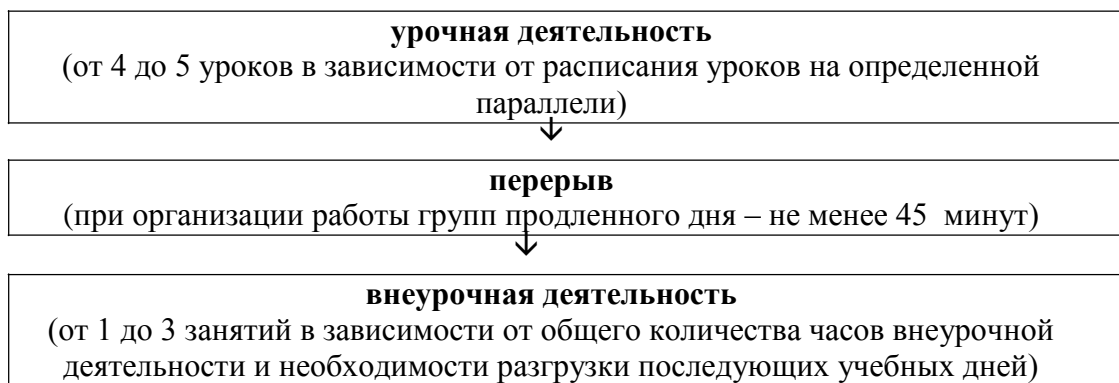 урочная деятельность
(от 4 до 5 уроков в зависимости от расписания уроков на определенной
параллели)
перерыв
(при организации работы групп продленного дня – не менее 45 минут)
внеурочная деятельность
(от 1 до 3 занятий в зависимости от общего количества часов внеурочной
деятельности и необходимости разгрузки последующих учебных дней)